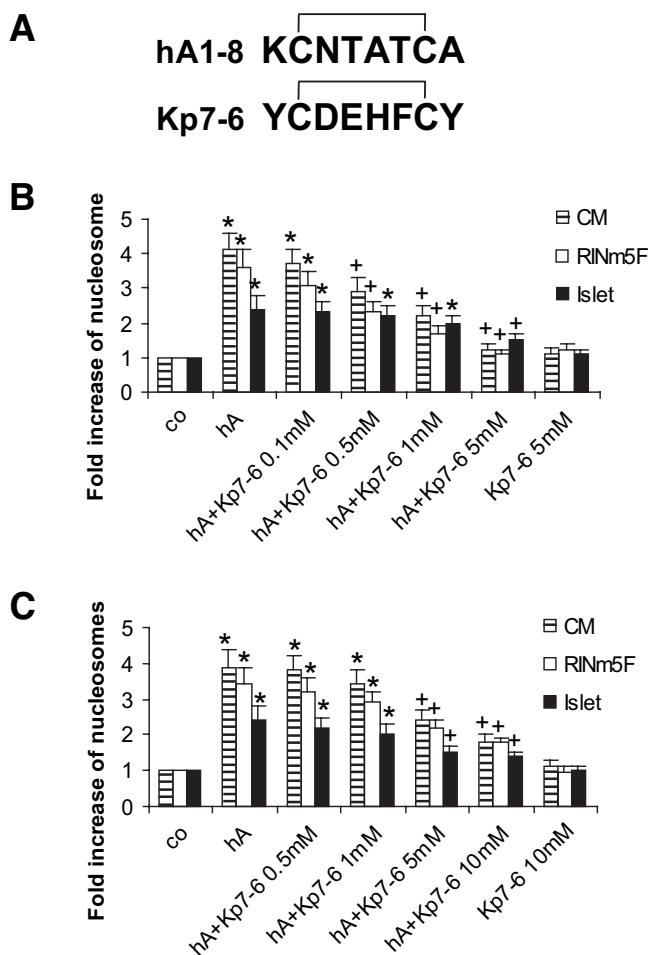 A
hA1-8 KCNTATCA
Kp7-6 YCDEHFCY
B
Fold increase of nucleosome
5
4
3
2
1
0
* * * * * * + + * + + * + + +
CM
RINm5F
Islet
co
hA
hA+Kp7-6 0.1mM
hA+Kp7-6 0.5mM
hA+Kp7-6 1mM
hA+Kp7-6 5mM
Kp7-6 5mM
C
Fold increase of nucleosomes
5
4
3
2
1
0
* * * * * * * * * + + + + + +
CM
RINm5F
Islet
co
hA
hA+Kp7-6 0.5mM
hA+Kp7-6 1mM
hA+Kp7-6 5mM
hA+Kp7-6 10mM
Kp7-6 10mM